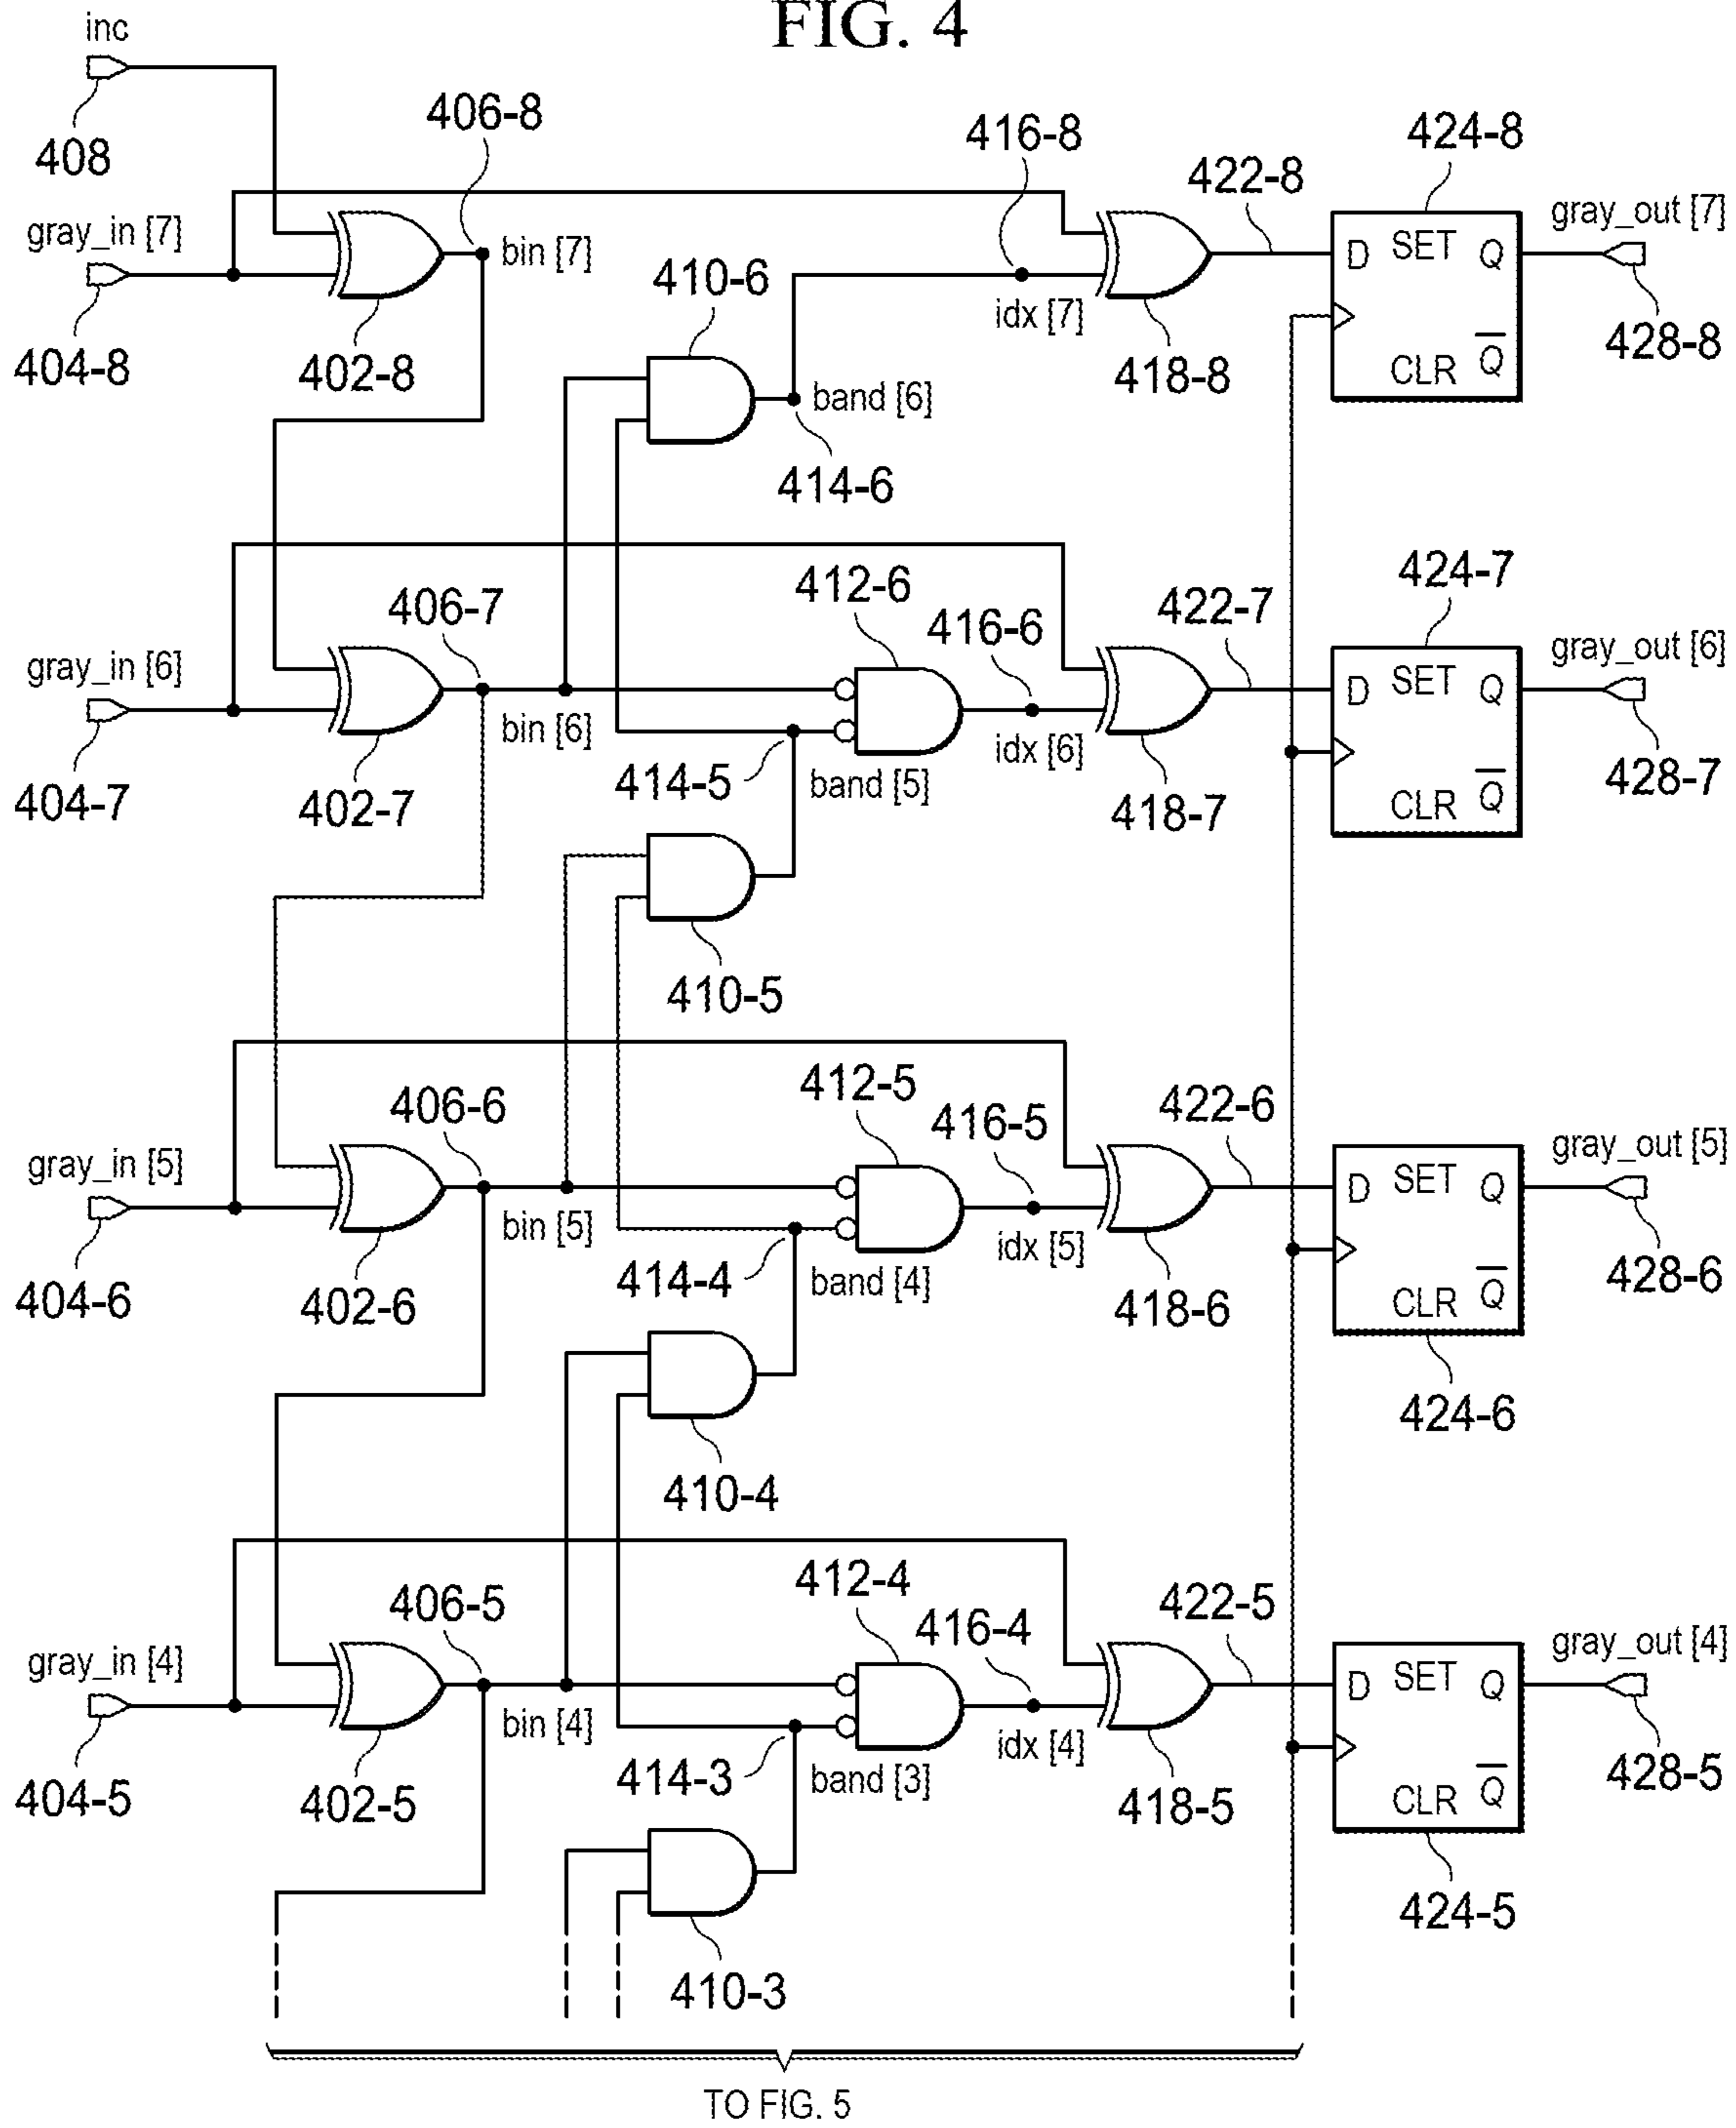 FIG. 4
inc
408
406-8
416-8
424-8
422-8
gray_in [7]
bin [7]
410-6
D SET Q
gray_out [7]
idx [7]
404-8
402-8
418-8
CLR Q
428-8
band [6]
414-6
412-6
424-7
406-7
416-6
422-7
gray_in [6]
bin [6]
idx [6]
D SET Q
gray_out [6]
414-5
band [5]
404-7
402-7
418-7
CLR Q
428-7
410-5
412-5
406-6
416-5
422-6
gray_in [5]
bin [5]
idx [5]
D SET Q
gray_out [5]
414-4
band [4]
404-6
402-6
418-6
CLR Q
428-6
424-6
410-4
412-4
406-5
416-4
422-5
gray_in [4]
bin [4]
idx [4]
D SET Q
gray_out [4]
414-3
band [3]
404-5
402-5
418-5
CLR Q
428-5
424-5
410-3
TO FIG. 5